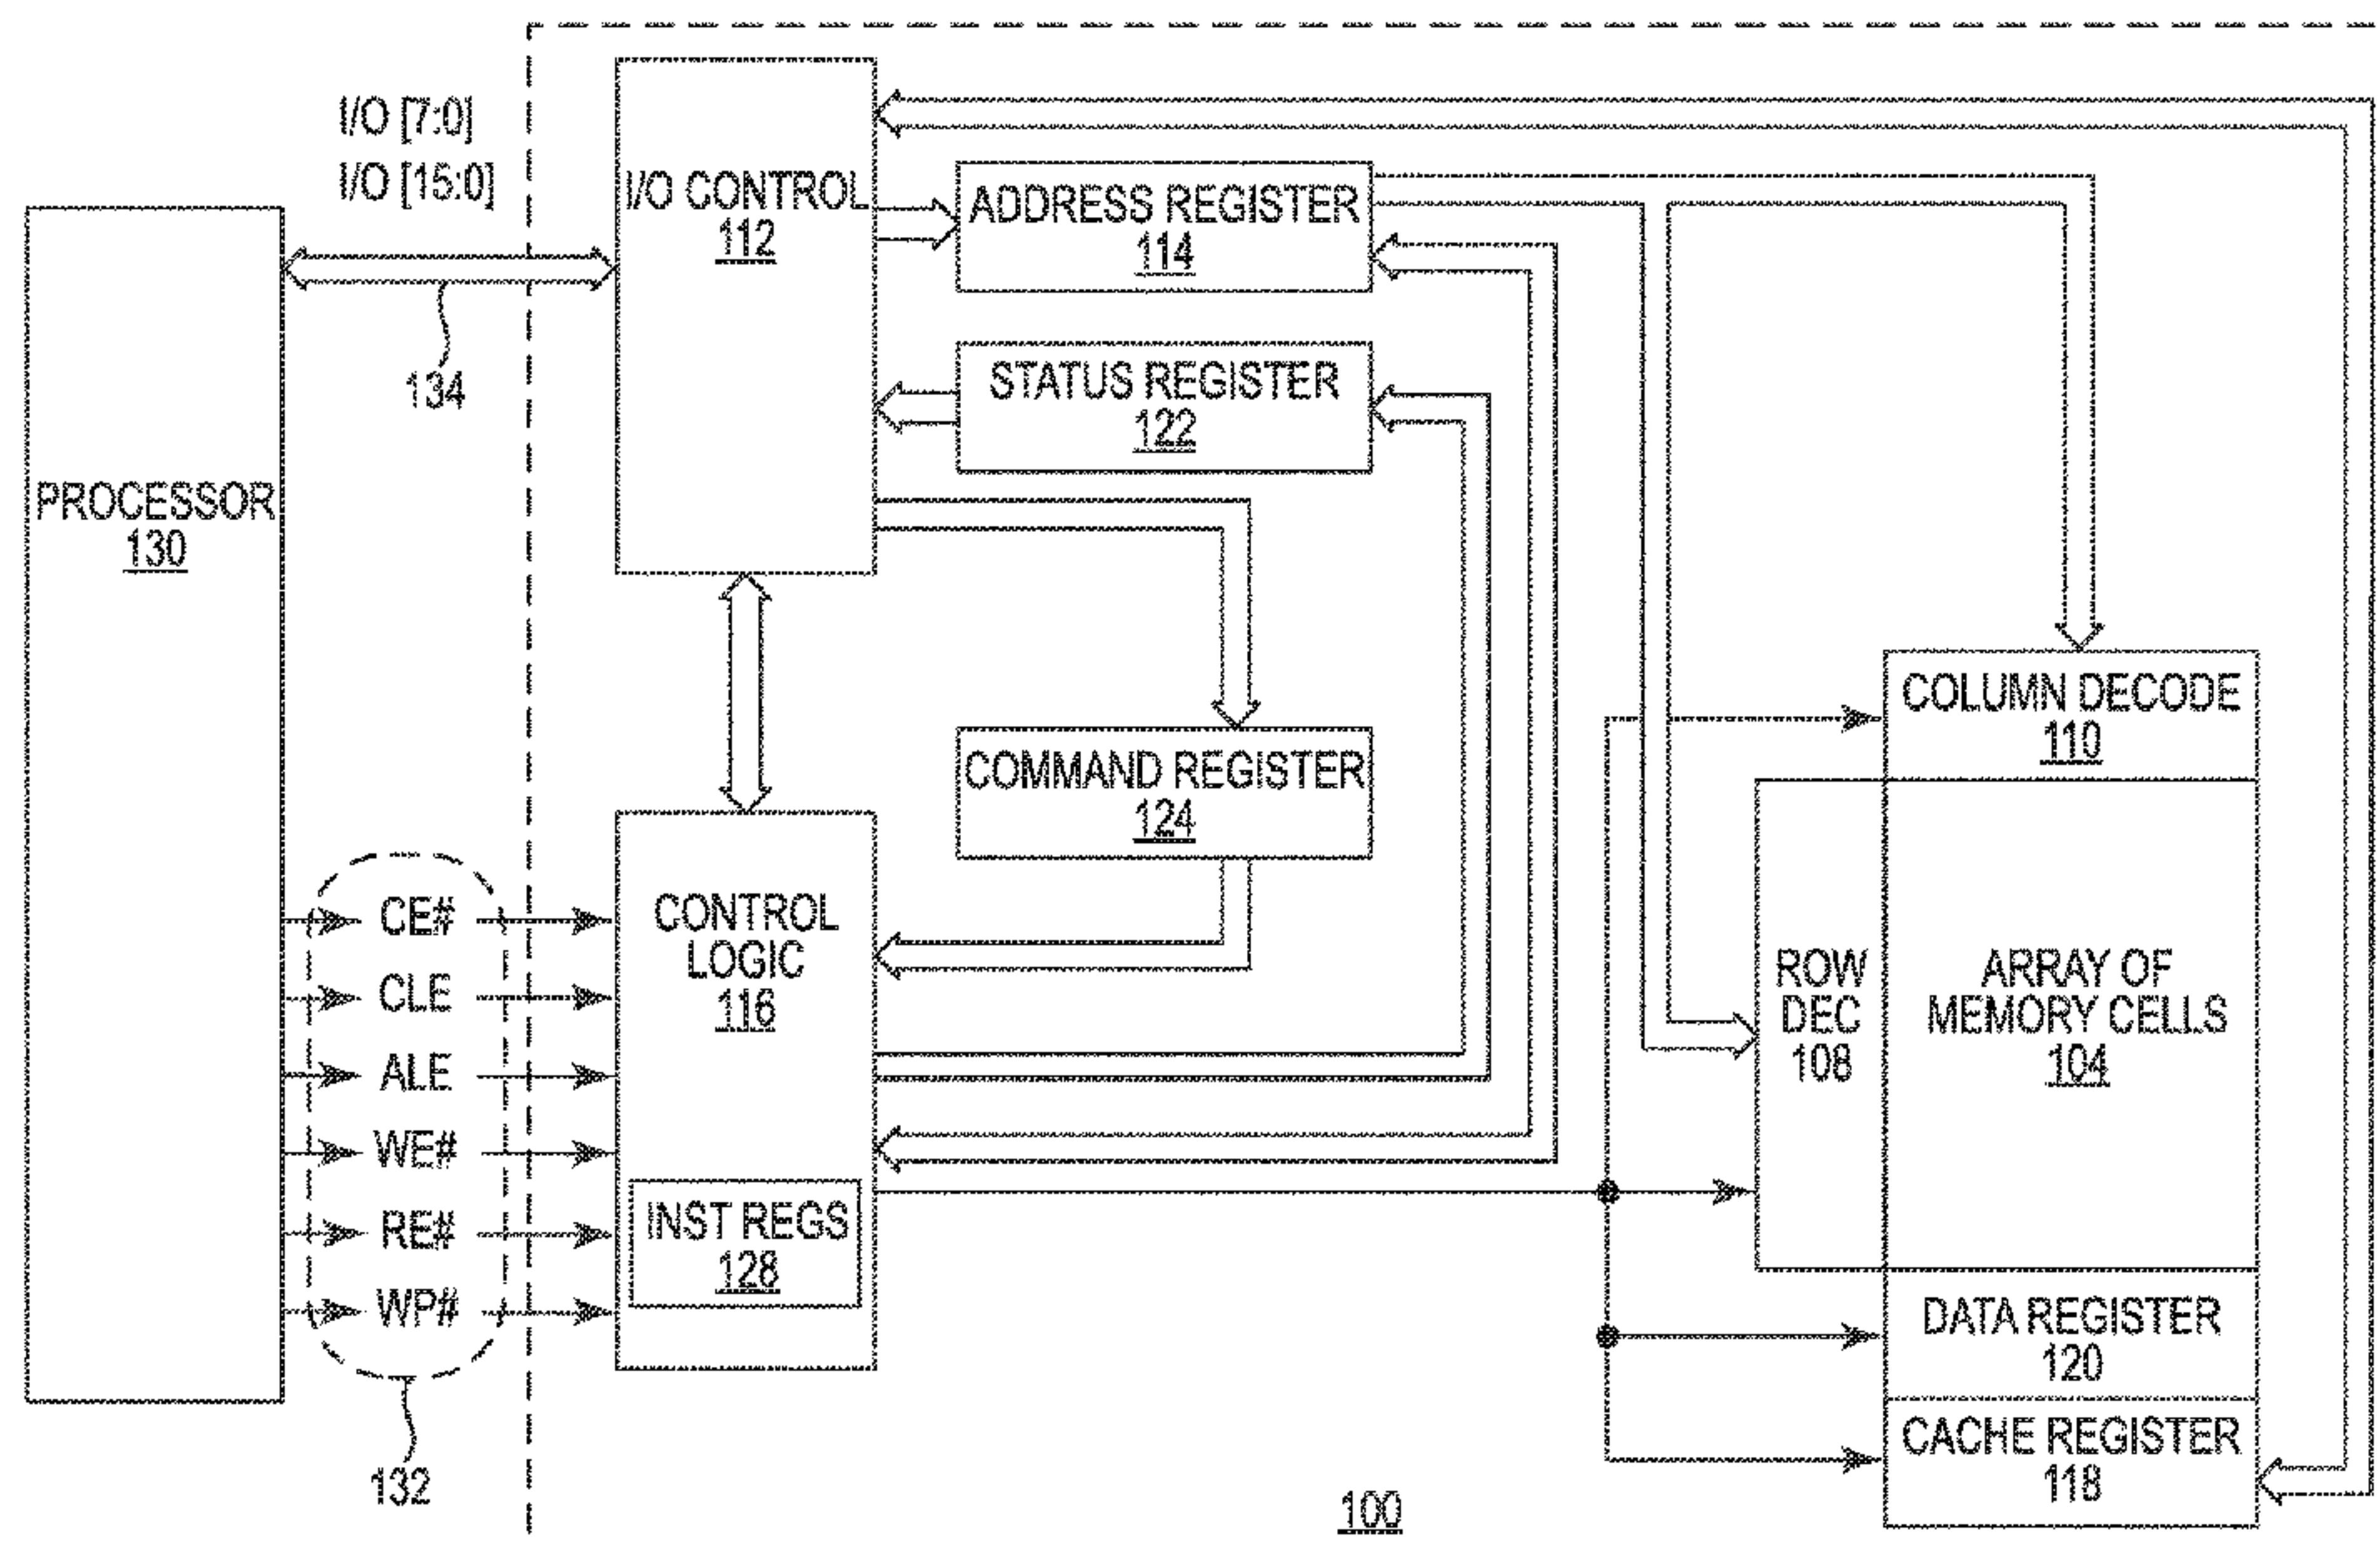 I/O [7:0]
I/O [15:0]
I/O CONTROL
112
ADDRESS REGISTER
114
134
STATUS REGISTER
122
PROCESSOR
130
COLUMN DECODE
110
COMMAND REGISTER
124
CE#
CLE
ALE
WE#
RE#
WP#
132
CONTROL
LOGIC
116
INST REGS
128
ROW
DEC
108
ARRAY OF
MEMORY CELLS
104
DATA REGISTER
120
CACHE REGISTER
118
100